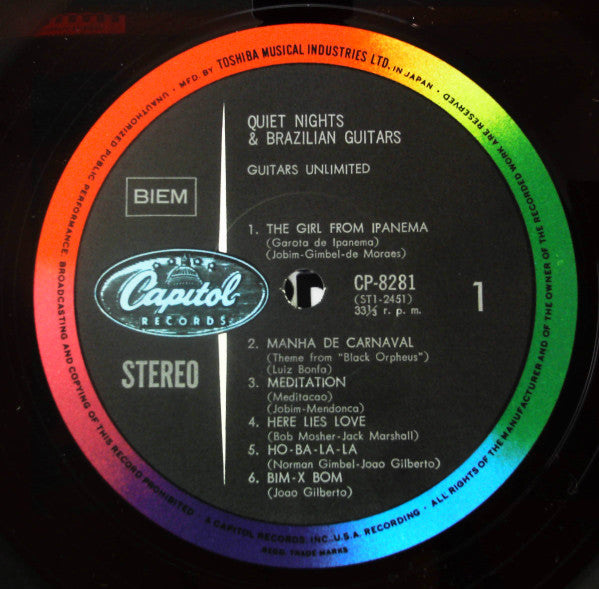 MFD. BY TOSHIBA MUSICAL INDUSTRIES LTD. IN JAPAN • ALL RIGHTS OF THE MANUFACTURER AND OF THE OWNER OF THE RECORDED WORK ARE RESERVED
UNAUTHORIZED PUBLIC PERFORMANCE, BROADCASTING AND COPYING OF THIS RECORD PROHIBITED
QUIET NIGHTS
& BRAZILIAN GUITARS
GUITARS UNLIMITED
BIEM
1. THE GIRL FROM IPANEMA
(Garota de Ipanema)
(Jobim-Gimbel-de Moraes)
Capitol
RECORDS
CP-8281
(ST1-2451)
33⅓ r. p. m.
1
STEREO
2. MANHA DE CARNAVAL
(Theme from "Black Orpheus")
(Luiz Bonfa)
3. MEDITATION
(Meditacao)
(Jobim-Mendonca)
4. HERE LIES LOVE
(Bob Mosher-Jack Marshall)
5. HO-BA-LA-LA
(Norman Gimbel-Joao Gilberto)
6. BIM-X BOM
(Joao Gilberto)
A CAPITOL RECORDS, INC., U.S.A. RECORDING •
REGD. TRADE MARKS